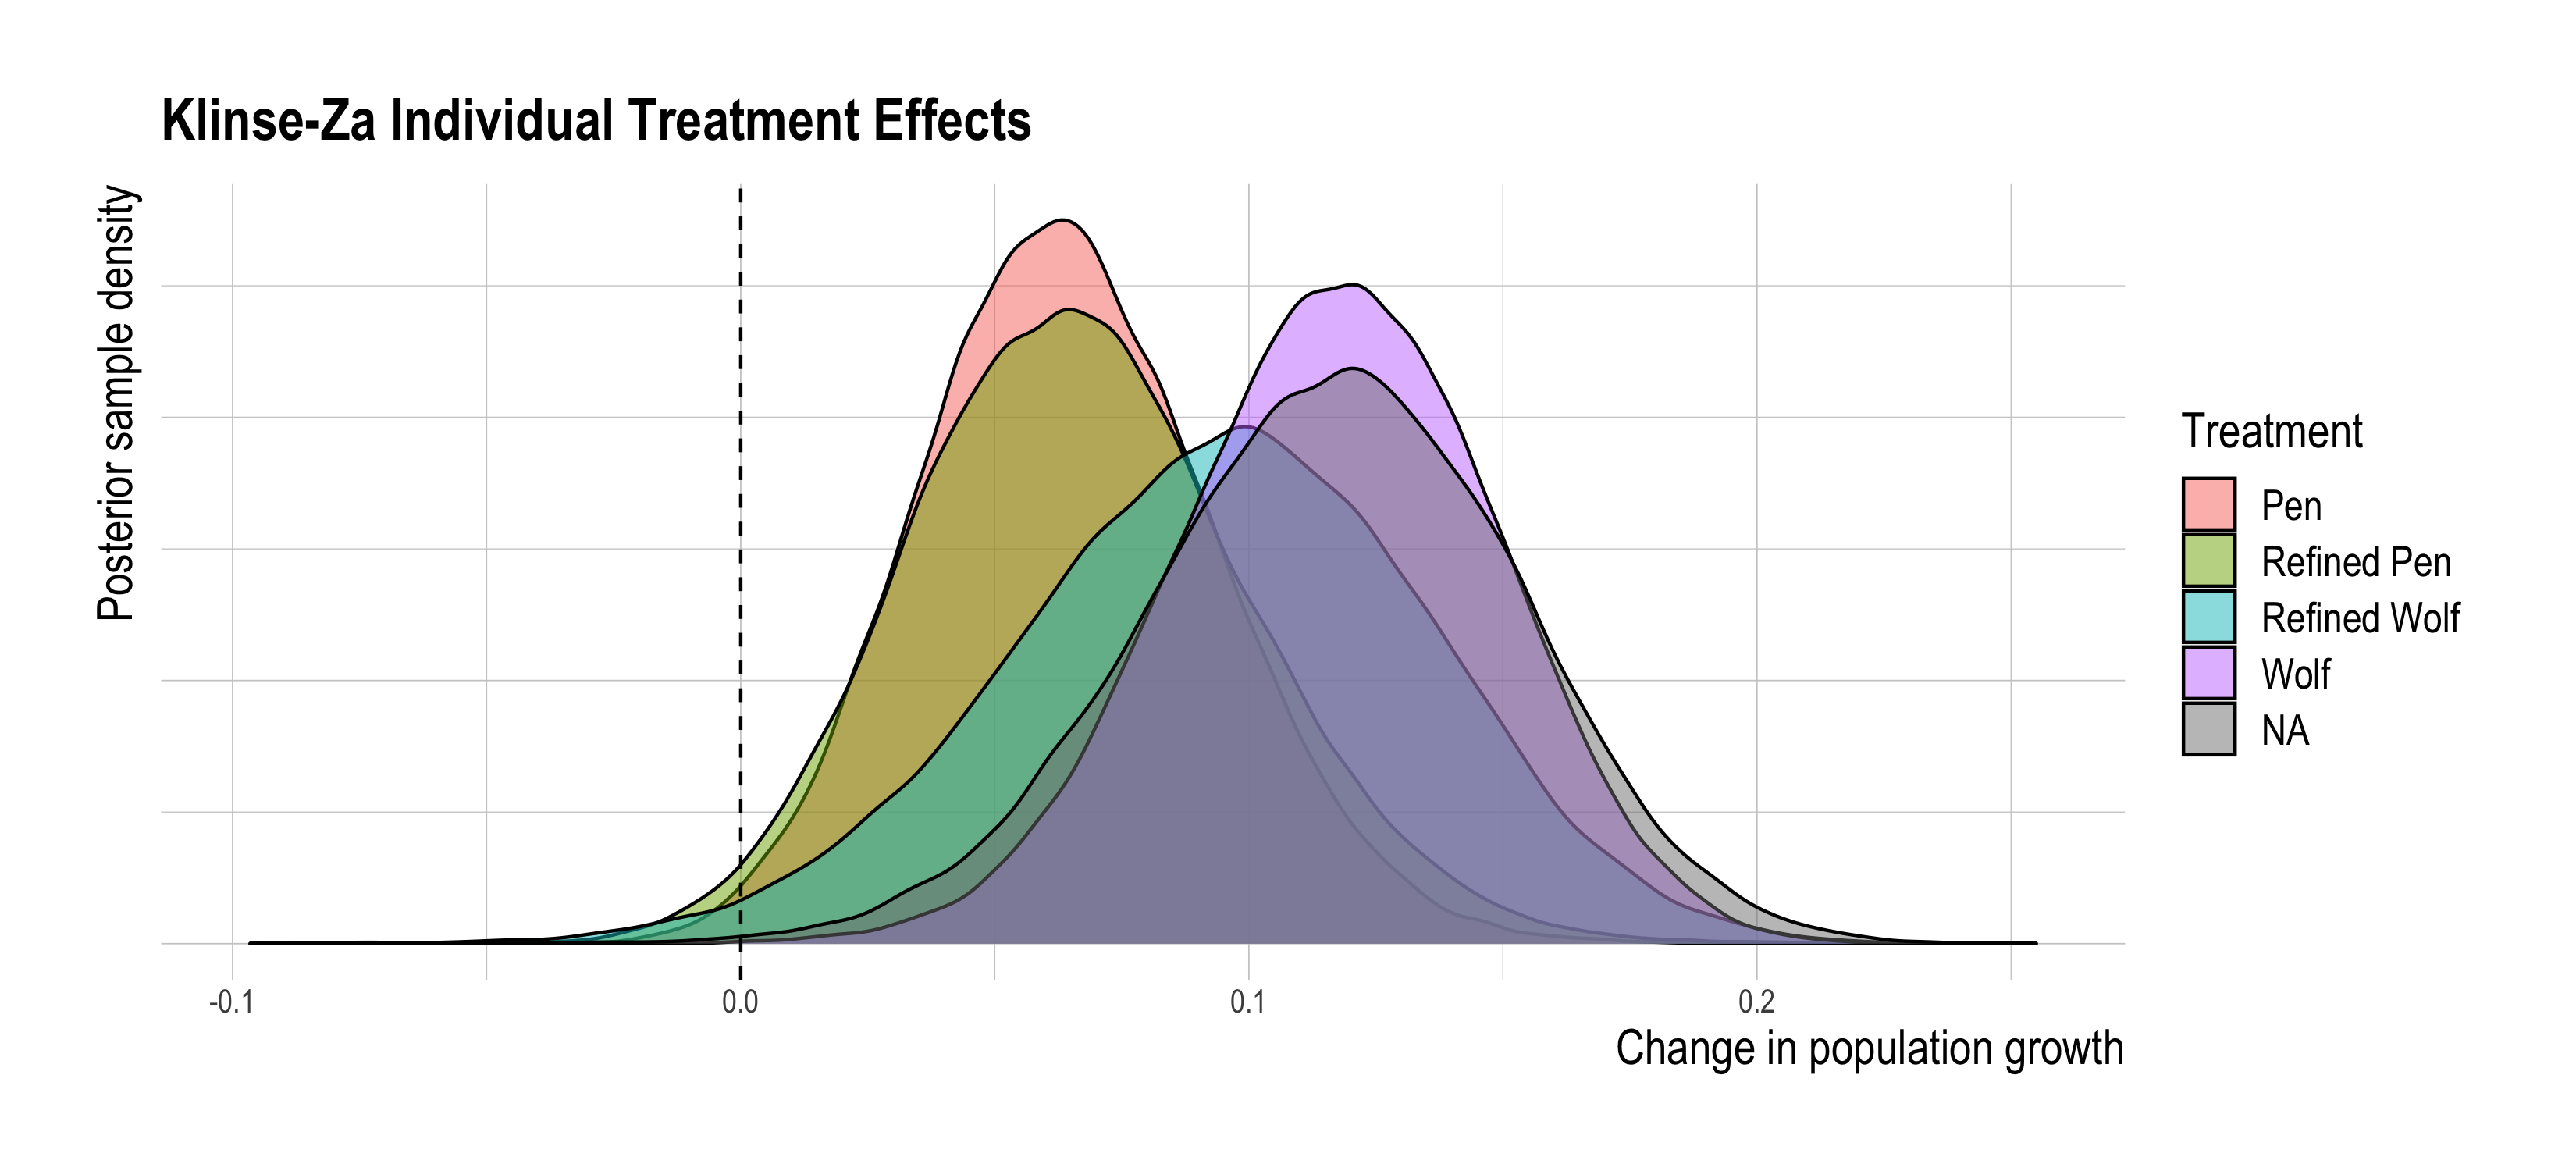 Klinse-Za Individual Treatment Effects
Posterior sample density
-0.1
0.0
0.1
0.2
Change in population growth
Treatment
Pen
Refined Pen
Refined Wolf
Wolf
NA